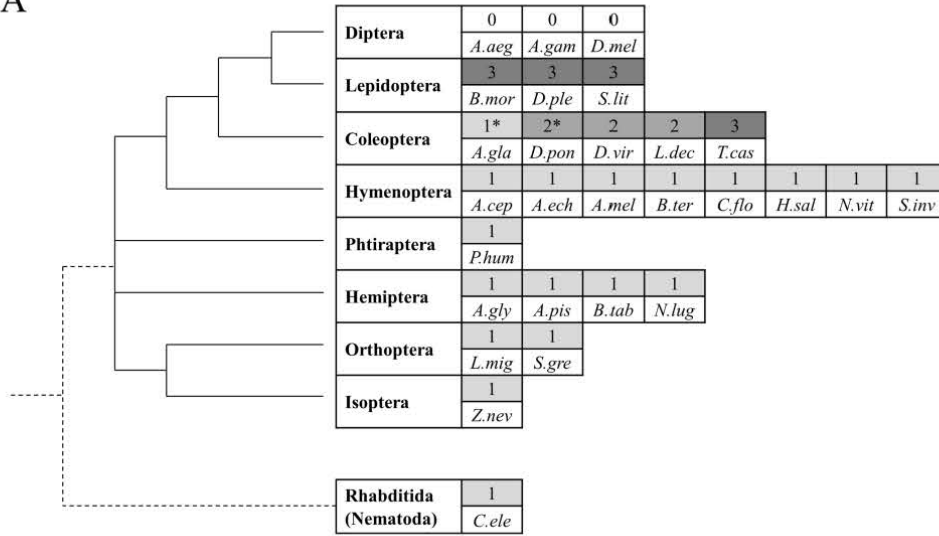 A
Diptera
0 0 0
A.aeg A.gam D.mel
Lepidoptera
3 3 3
B.mor D.ple S.lit
Coleoptera
1* 2* 2 2 3
A.gla D.pon D.vir L.dec T.cas
Hymenoptera
1 1 1 1 1 1 1 1
A.cep A.ech A.mel B.ter C.flo H.sal N.vit S.inv
Phtiraptera
1
P.hum
Hemiptera
1 1 1 1
A.gly A.pis B.tab N.lug
Orthoptera
1 1
L.mig S.gre
Isoptera
1
Z.nev
Rhabditida
(Nematoda)
1
C.ele